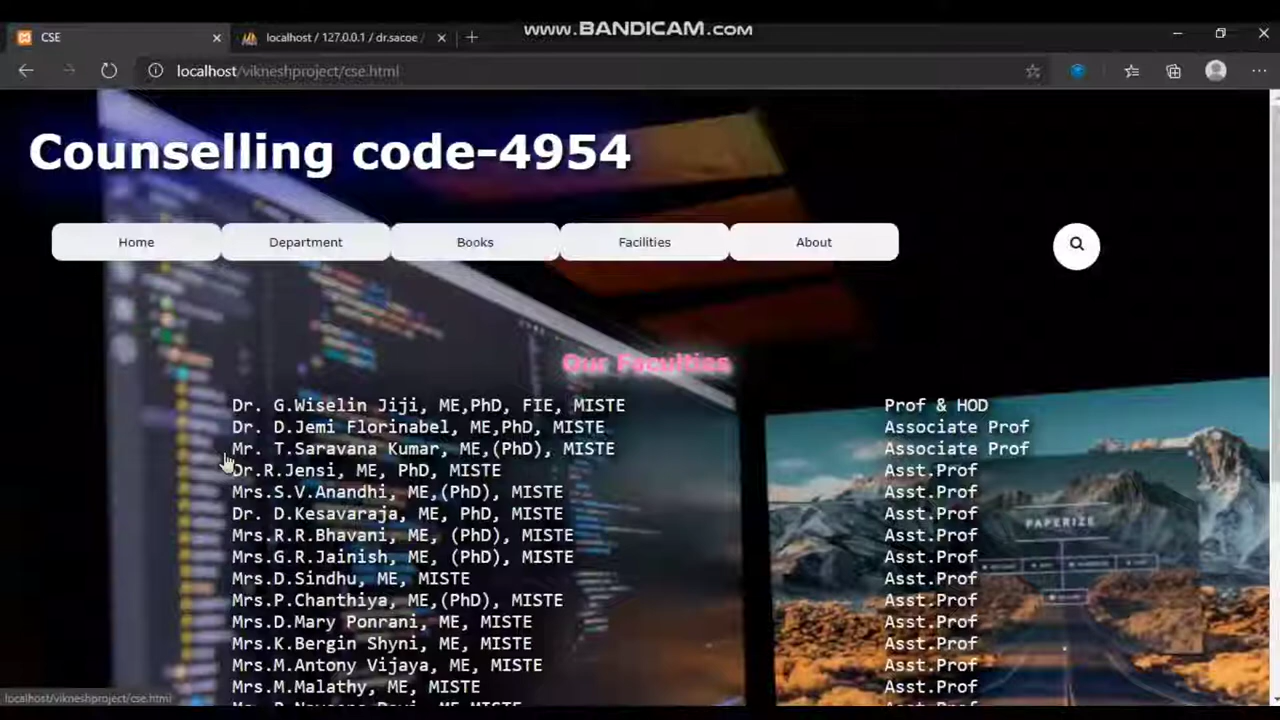 www.BANDICAM.com
CSE
localhost / 127.0.0.1 / dr.sacoe /
localhost/vikneshproject/cse.html
Counselling code-4954
Home
Department
Books
Facilities
About
Our Faculties
Dr. G.Wiselin Jiji, ME,PhD, FIE, MISTE Prof & HOD
Dr. D.Jemi Florinabel, ME,PhD, MISTE Associate Prof
Mr. T.Saravana Kumar, ME,(PhD), MISTE Associate Prof
Dr.R.Jensi, ME, PhD, MISTE Asst.Prof
Mrs.S.V.Anandhi, ME,(PhD), MISTE Asst.Prof
Dr. D.Kesavaraja, ME, PhD, MISTE Asst.Prof
Mrs.R.R.Bhavani, ME, (PhD), MISTE Asst.Prof
Mrs.G.R.Jainish, ME, (PhD), MISTE Asst.Prof
Mrs.D.Sindhu, ME, MISTE Asst.Prof
Mrs.P.Chanthiya, ME,(PhD), MISTE Asst.Prof
Mrs.D.Mary Ponrani, ME, MISTE Asst.Prof
Mrs.K.Bergin Shyni, ME, MISTE Asst.Prof
Mrs.M.Antony Vijaya, ME, MISTE Asst.Prof
Mrs.M.Malathy, ME, MISTE Asst.Prof
PAPERIZE
localhost/vikneshproject/cse.html